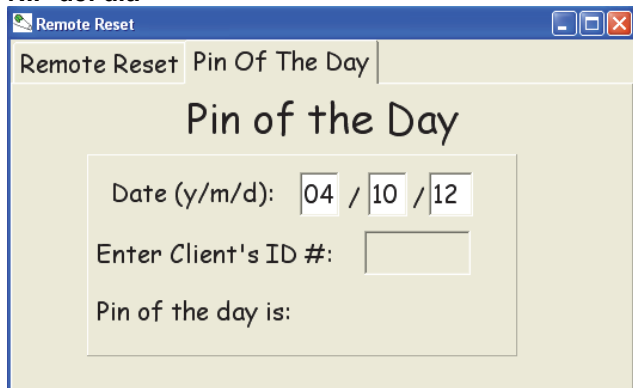 Remote Reset
Remote Reset Pin Of The Day
Pin of the Day
Date (y/m/d): 04 / 10 / 12
Enter Client's ID #:
Pin of the day is: